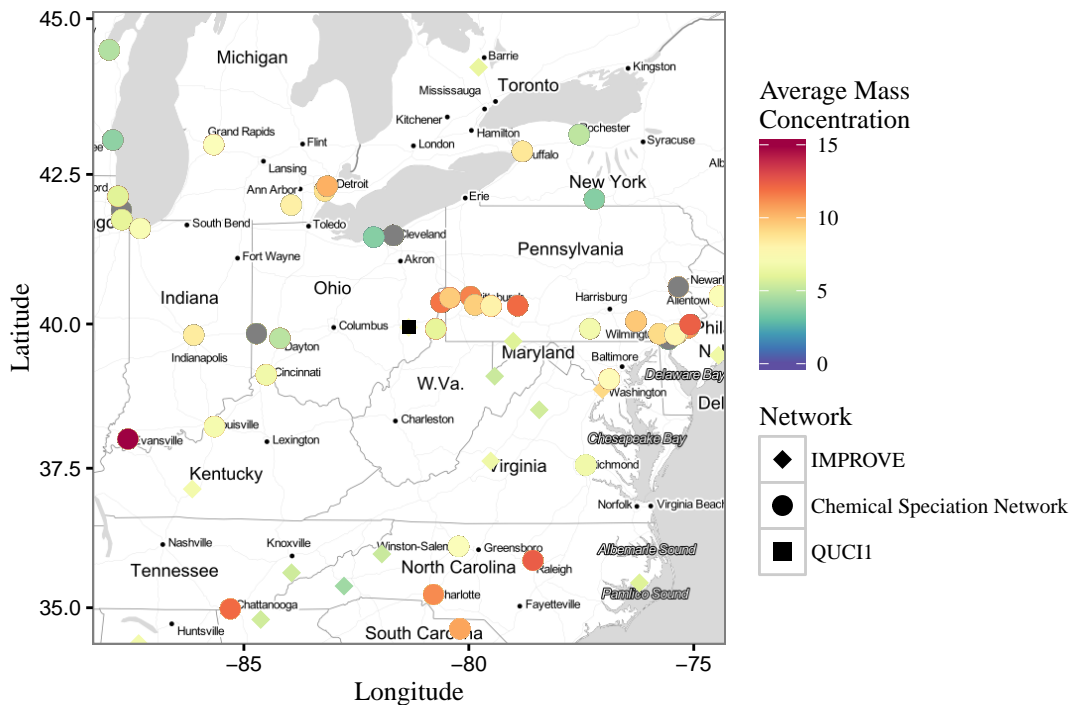 45.0
42.5
40.0
37.5
35.0
Latitude
−85
−80
−75
Longitude
Michigan
Barrie
Kingston
Toronto
Mississauga
Kitchener
Hamilton
London
Rochester
Syracuse
Grand Rapids
Flint
Lansing
Ann Arbor
Detroit
New York
Erie
South Bend
Toledo
Cleveland
Fort Wayne
Akron
Pennsylvania
Newark
Allentown
Indiana
Ohio
Harrisburg
Columbus
Wilmington
Phil
Indianapolis
Dayton
Maryland
N.J
Baltimore
Cincinnati
W.Va.
Delaware Bay
Washington
Del
Charleston
Evansville
Louisville
Lexington
Chesapeake Bay
Kentucky
Virginia
Richmond
Norfolk
Virginia Beach
Nashville
Knoxville
Winston-Salem
Greensboro
Albemarle Sound
Tennessee
North Carolina
Raleigh
Pamlico Sound
Chattanooga
Charlotte
Fayetteville
Huntsville
South Carolina
Average Mass
Concentration
15
10
5
0
Network
IMPROVE
Chemical Speciation Network
QUCI1